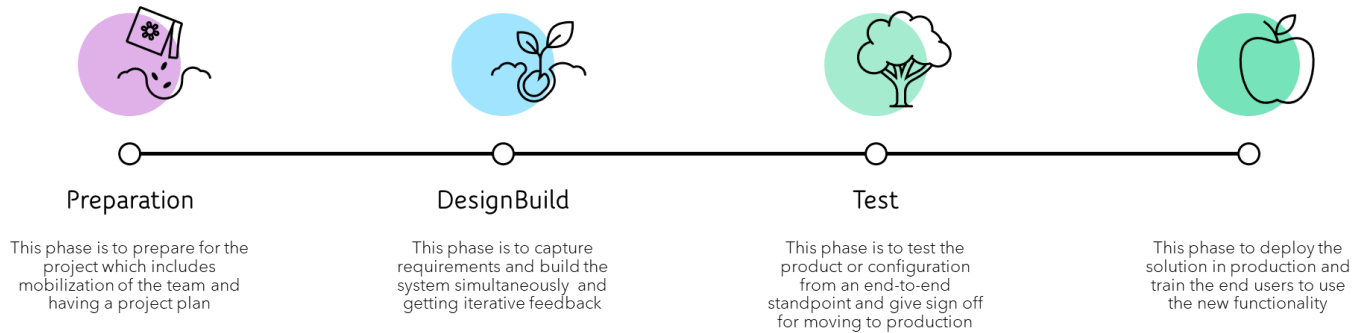 Preparation
This phase is to prepare for the
project which includes
mobilization of the team and
having a project plan
DesignBuild
This phase is to capture
requirements and build the
system simultaneously and
getting iterative feedback
Test
This phase is to test the
product or configuration
from an end-to-end
standpoint and give sign off
for moving to production
This phase to deploy the
solution in production and
train the end users to use
the new functionality